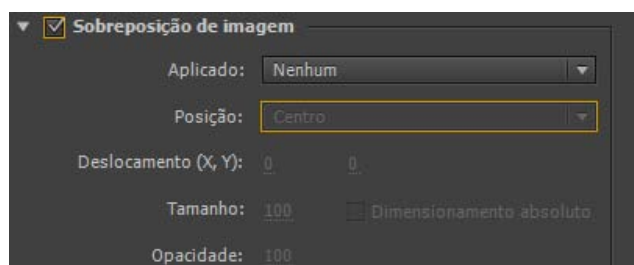 Sobreposição de imagem
Aplicado: Nenhum
Posição: Centro
Deslocamento (X, Y): 0 0
Tamanho: 100 Dimensionamento absoluto
Opacidade: 100